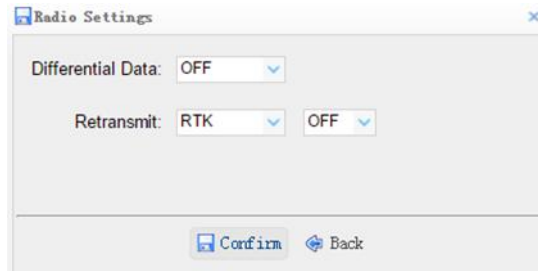 Radio Settings
Differential Data: OFF
Retransmit: RTK OFF
Confirm Back